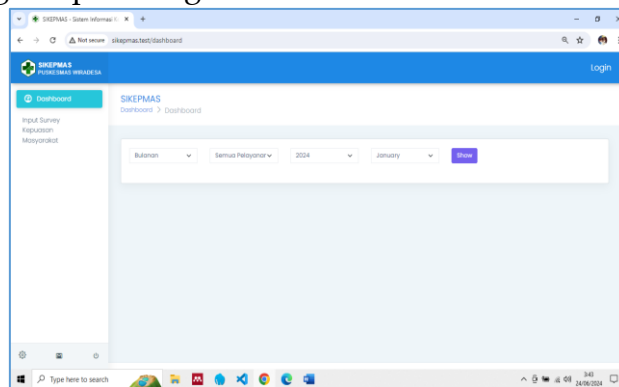 SIKEPMAS - Sistem Informasi
Not secure
sikepmas.test/dashboard
SIKEPMAS
PUSKESMAS WIRADESA
Login
Dashboard
Input Survey
Kepuasan
Masyarakat
SIKEPMAS
Dashboard > Dashboard
Bulanan
Semua Pelayanan
2024
January
Show
Type here to search
3:43
24/06/2024